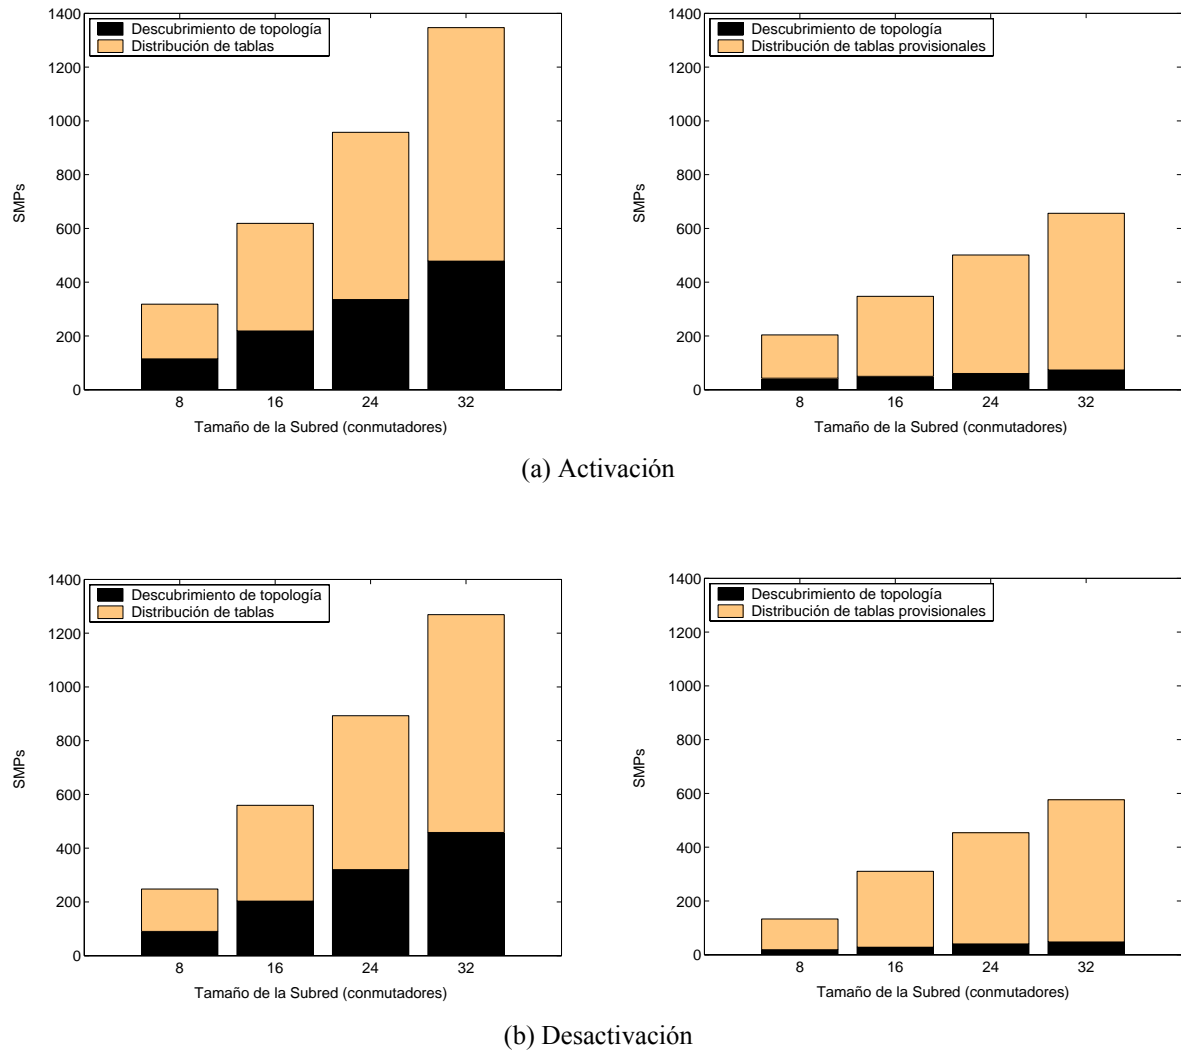 1400
1200
1000
800
600
400
200
0
SMPs
Descubrimiento de topología
Distribución de tablas
8 16 24 32
Tamaño de la Subred (conmutadores)
1400
1200
1000
800
600
400
200
0
SMPs
Descubrimiento de topología
Distribución de tablas provisionales
8 16 24 32
Tamaño de la Subred (conmutadores)
(a) Activación
1400
1200
1000
800
600
400
200
0
SMPs
Descubrimiento de topología
Distribución de tablas
8 16 24 32
Tamaño de la Subred (conmutadores)
1400
1200
1000
800
600
400
200
0
SMPs
Descubrimiento de topología
Distribución de tablas provisionales
8 16 24 32
Tamaño de la Subred (conmutadores)
(b) Desactivación